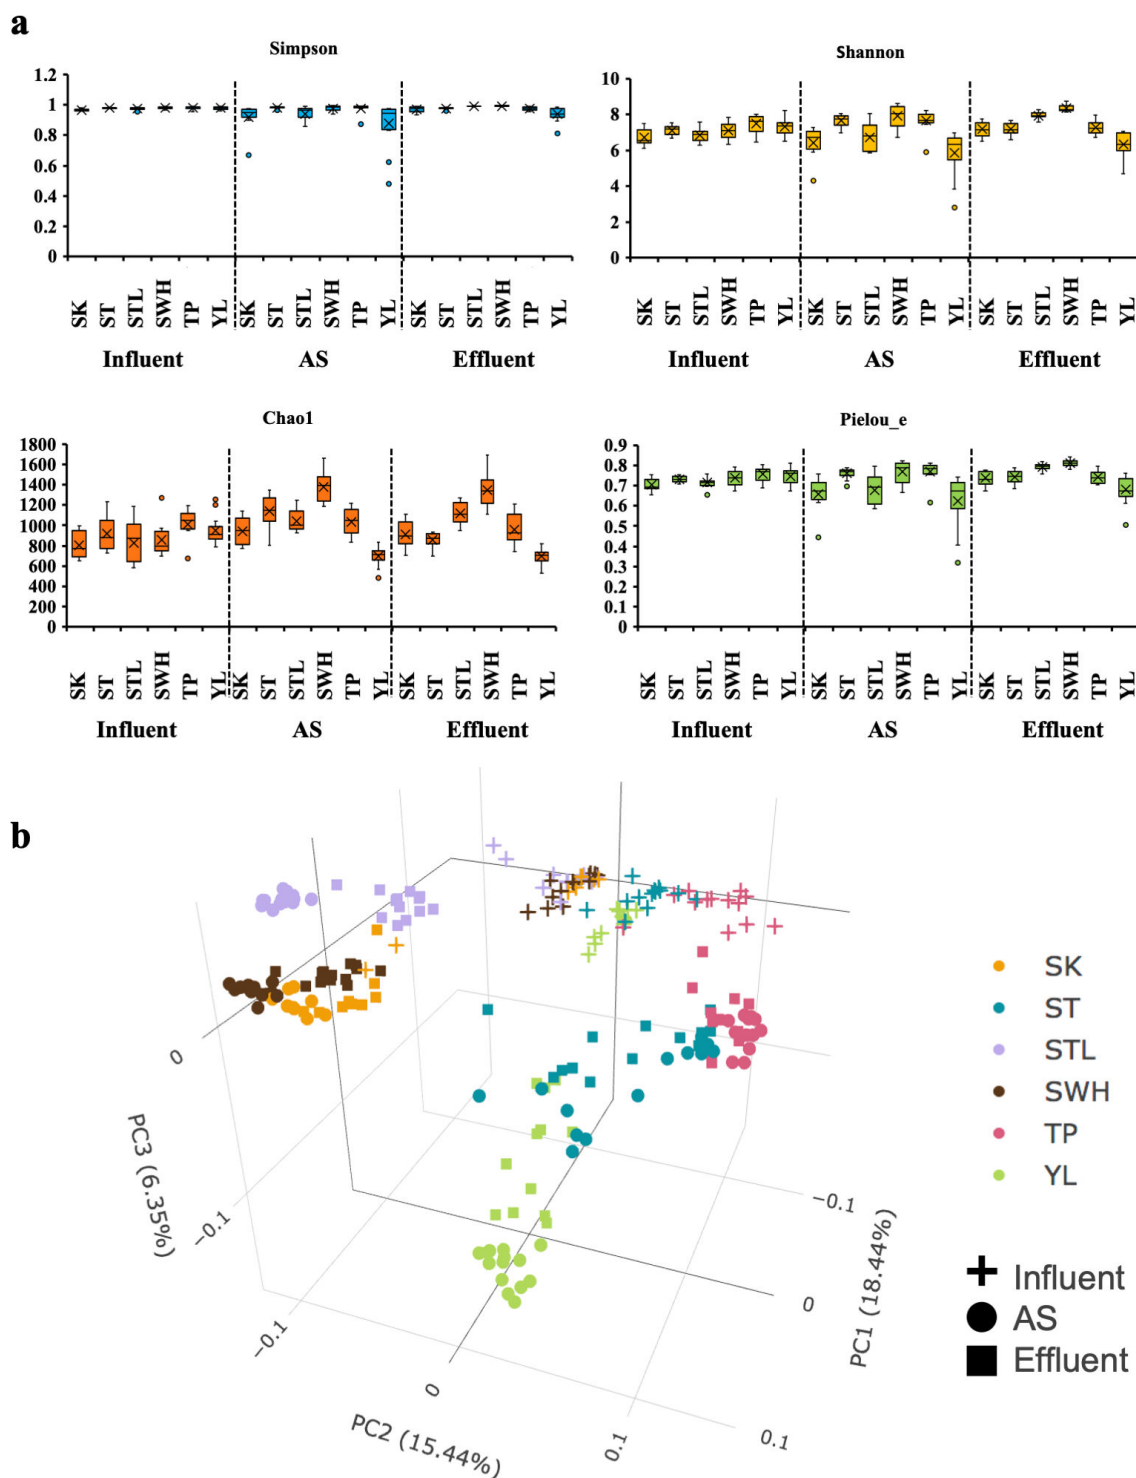 a
Simpson
1.2
1
0.8
0.6
0.4
0.2
0
SK ST STL SWH TP YL SK ST STL SWH TP YL SK ST STL SWH TP YL
Influent AS Effluent
Shannon
10
8
6
4
2
0
SK ST STL SWH TP YL SK ST STL SWH TP YL SK ST STL SWH TP YL
Influent AS Effluent
Chao1
1800
1600
1400
1200
1000
800
600
400
200
0
SK ST STL SWH TP YL SK ST STL SWH TP YL SK ST STL SWH TP YL
Influent AS Effluent
Pielou_e
0.9
0.8
0.7
0.6
0.5
0.4
0.3
0.2
0.1
0
SK ST STL SWH TP YL SK ST STL SWH TP YL SK ST STL SWH TP YL
Influent AS Effluent
b
0
PC3 (6.35%)
−0.1
−0.1
0
PC2 (15.44%)
0.1
0.1
0
−0.1
PC1 (18.44%)
SK
ST
STL
SWH
TP
YL
Influent
AS
Effluent